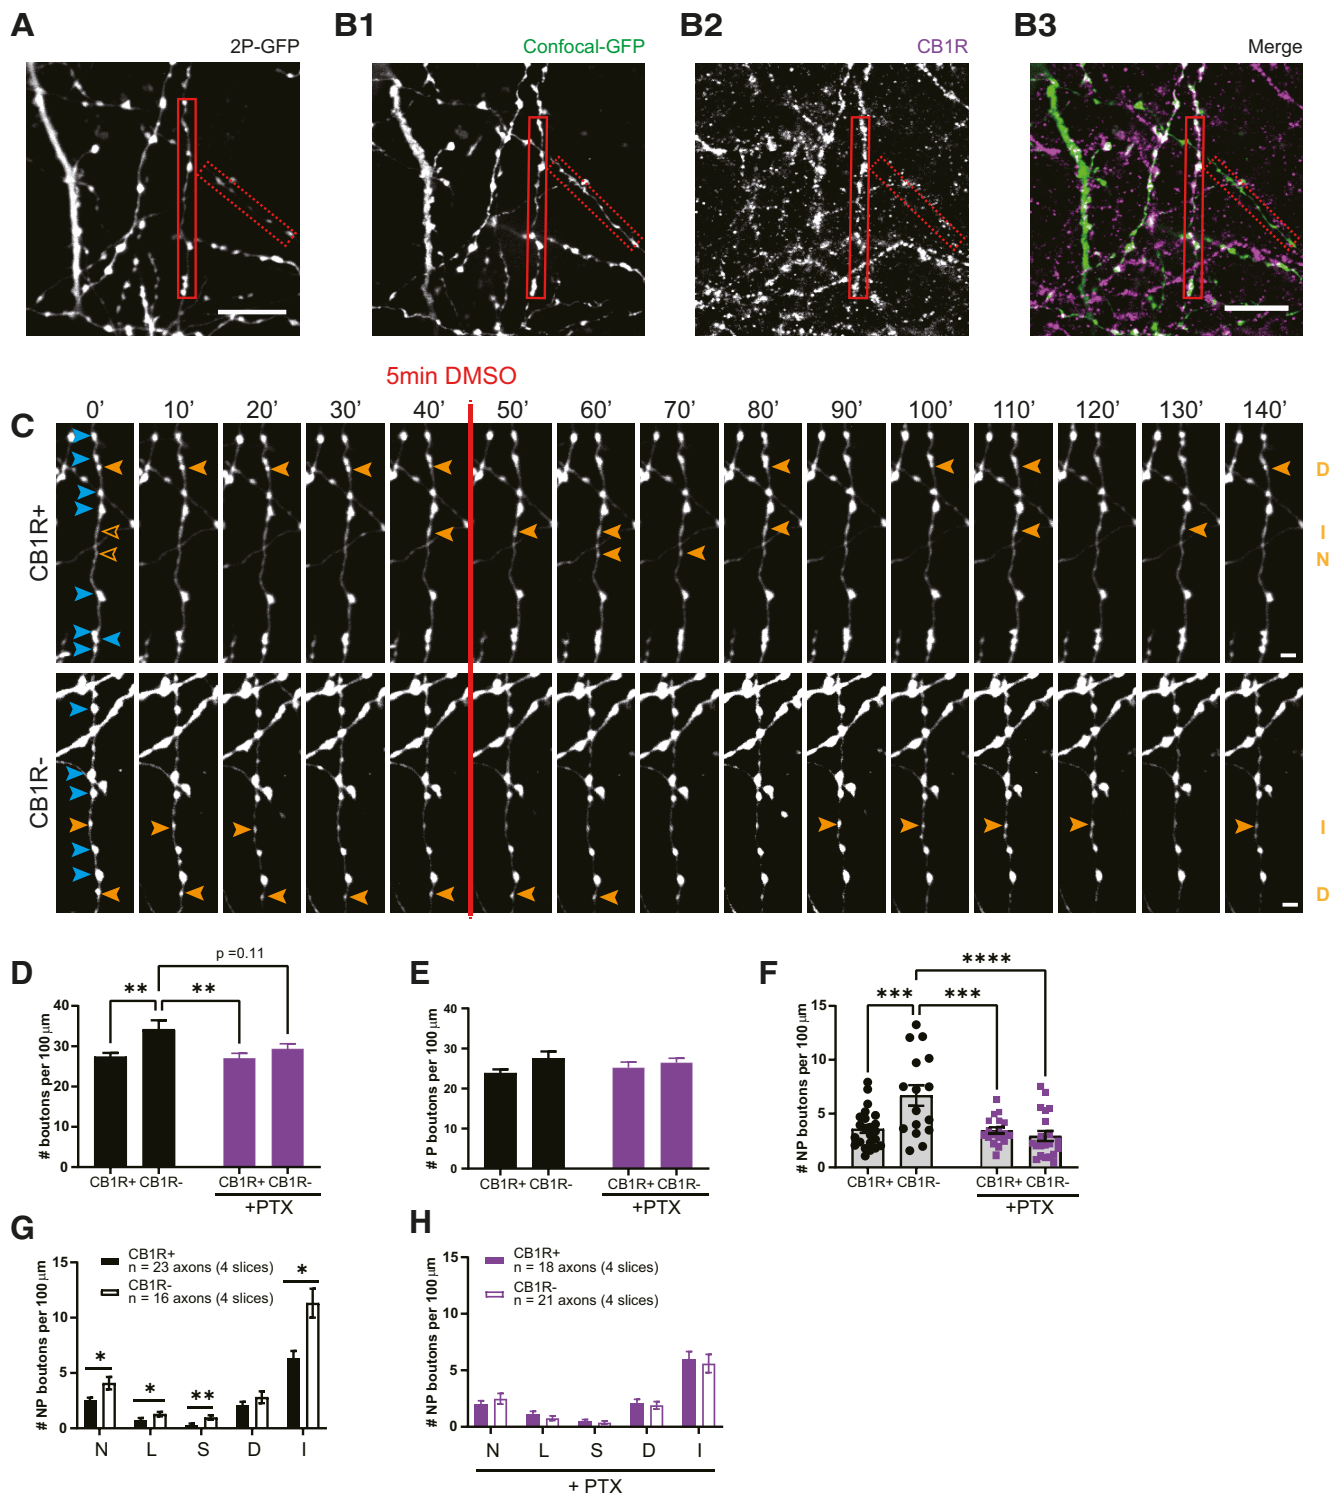 A
B1
B2
B3
2P-GFP
Confocal-GFP
CB1R
Merge
5min DMSO
C
0' 10' 20' 30' 40' 50' 60' 70' 80' 90' 100' 110' 120' 130' 140'
CB1R+
D
I
N
CB1R-
I
D
D
p =0.11
** **
# boutons per 100 µm
40
30
20
10
0
CB1R+ CB1R- CB1R+ CB1R-
+PTX
E
# P boutons per 100 µm
40
30
20
10
0
CB1R+ CB1R- CB1R+ CB1R-
+PTX
F
****
*** ***
# NP boutons per 100 µm
15
10
5
0
CB1R+ CB1R- CB1R+ CB1R-
+PTX
G
CB1R+
n = 23 axons (4 slices)
CB1R-
n = 16 axons (4 slices)
# NP boutons per 100 µm
15
10
5
0
* * ** *
N L S D I
H
CB1R+
n = 18 axons (4 slices)
CB1R-
n = 21 axons (4 slices)
# NP boutons per 100 µm
15
10
5
0
N L S D I
+ PTX